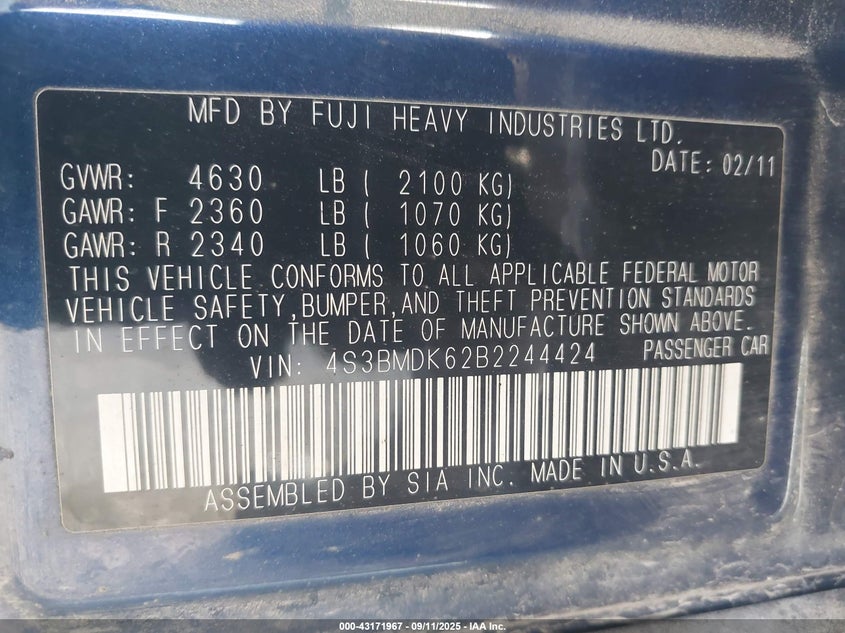 MFD BY FUJI HEAVY INDUSTRIES LTD.
DATE: 02/11
GVWR: 4630 LB ( 2100 KG)
GAWR: F 2360 LB ( 1070 KG)
GAWR: R 2340 LB ( 1060 KG)
THIS VEHICLE CONFORMS TO ALL APPLICABLE FEDERAL MOTOR
VEHICLE SAFETY,BUMPER,AND THEFT PREVENTION STANDARDS
IN EFFECT ON THE DATE OF MANUFACTURE SHOWN ABOVE.
VIN: 4S3BMDK62B2244424 PASSENGER CAR
ASSEMBLED BY SIA INC. MADE IN U.S.A.
000-43171967 - 09/11/2025 - IAA Inc.